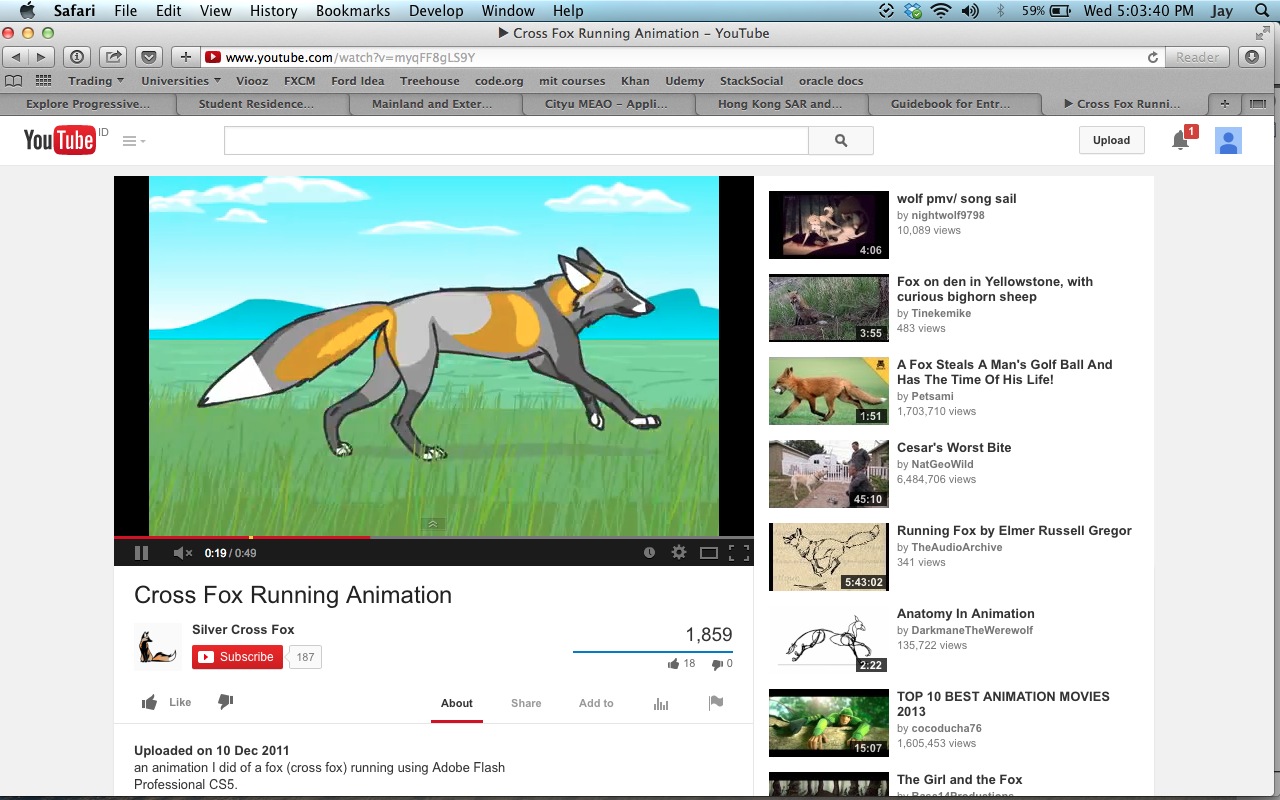 Safari File Edit View History Bookmarks Develop Window Help 59% Wed 5:03:40 PM Jay
Cross Fox Running Animation - YouTube
www.youtube.com/watch?v=myqFF8gLS9Y Reader
Trading Universities Viooz FXCM Ford Idea Treehouse code.org mit courses Khan Udemy StackSocial oracle docs
Explore Progressive... Student Residence... Mainland and Exter... Cityu MEAO - Appli... Hong Kong SAR and... Guidebook for Entr... Cross Fox Runni...
YouTube ID Upload 1
0:19 / 0:49
Cross Fox Running Animation
Silver Cross Fox
Subscribe 187
1,859
18 0
Like About Share Add to
Uploaded on 10 Dec 2011
an animation I did of a fox (cross fox) running using Adobe Flash
Professional CS5.
4:06
wolf pmv/ song sail
by nightwolf9798
10,089 views
3:55
Fox on den in Yellowstone, with
curious bighorn sheep
by Tinekemike
483 views
1:51
A Fox Steals A Man's Golf Ball And
Has The Time Of His Life!
by Petsami
1,703,710 views
45:10
Cesar's Worst Bite
by NatGeoWild
6,484,706 views
5:43:02
Running Fox by Elmer Russell Gregor
by TheAudioArchive
341 views
2:22
Anatomy In Animation
by DarkmaneTheWerewolf
135,722 views
15:07
TOP 10 BEST ANIMATION MOVIES
2013
by cocoducha76
1,605,453 views
The Girl and the Fox
by Base14Productions